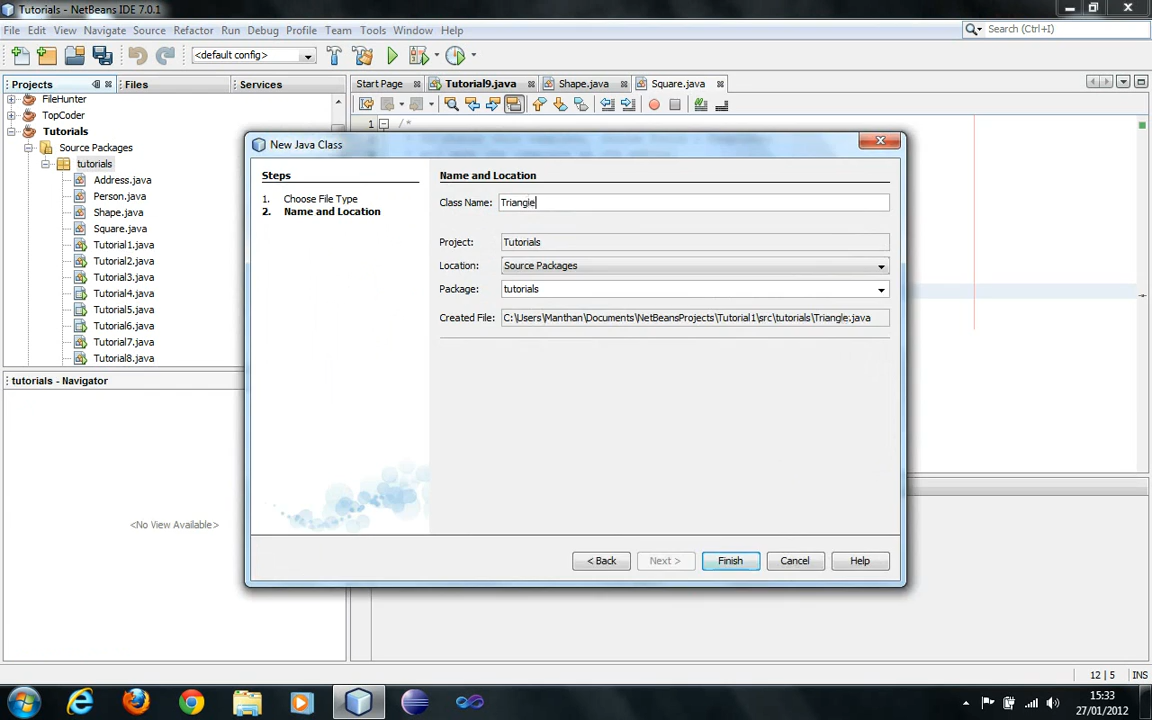 Tutorials - NetBeans IDE 7.0.1
File Edit View Navigate Source Refactor Run Debug Profile Team Tools Window Help
Search (Ctrl+I)
<default config>
Projects Files Services
Start Page Tutorial9.java Shape.java Square.java
FileHunter
TopCoder
Tutorials
Source Packages
tutorials
Address.java
Person.java
Shape.java
Square.java
Tutorial1.java
Tutorial2.java
Tutorial3.java
Tutorial4.java
Tutorial5.java
Tutorial6.java
Tutorial7.java
Tutorial8.java
1 /*
New Java Class
Steps
1. Choose File Type
2. Name and Location
Name and Location
Class Name: Triangle
Project: Tutorials
Location: Source Packages
Package: tutorials
Created File: C:\Users\Manthan\Documents\NetBeansProjects\Tutorial1\src\tutorials\Triangle.java
< Back Next > Finish Cancel Help
tutorials - Navigator
<No View Available>
12 | 5 INS
15:33
27/01/2012